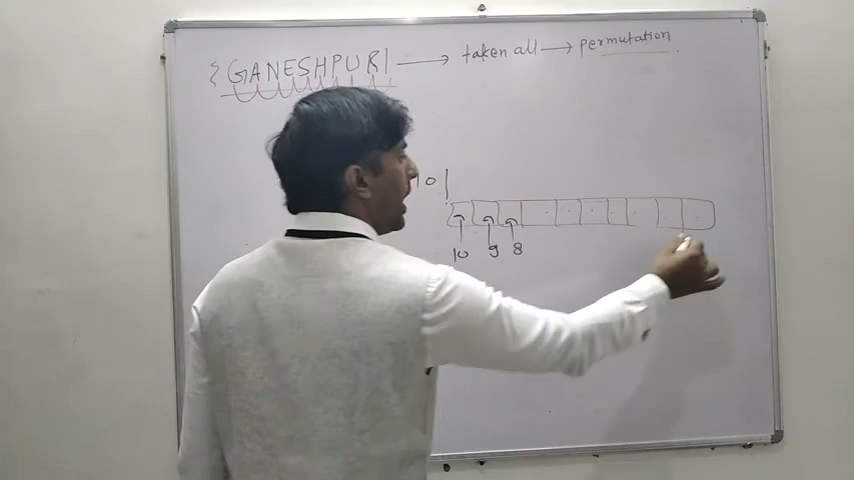 {GANESHPURI → taken all → permutation.
10!
10 9 8